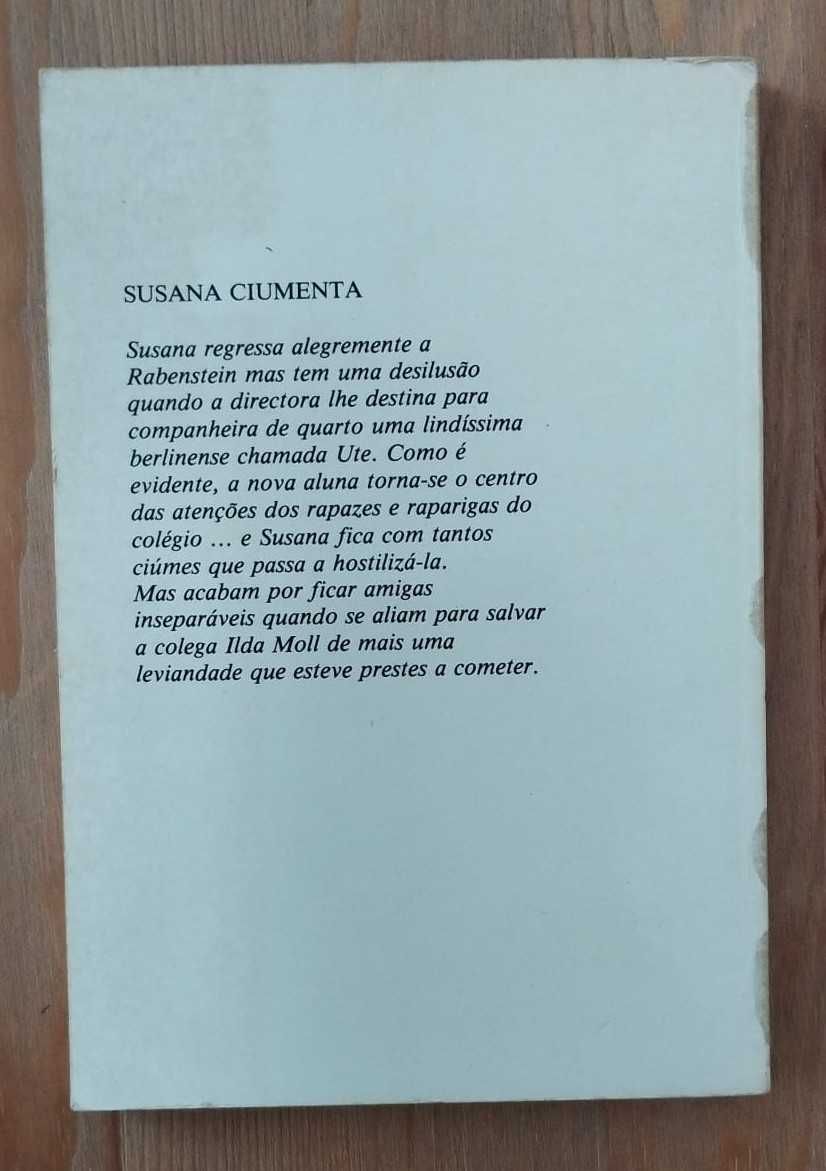 SUSANA CIUMENTA
Susana regressa alegremente a
Rabenstein mas tem uma desilusão
quando a directora lhe destina para
companheira de quarto uma lindíssima
berlinense chamada Ute. Como é
evidente, a nova aluna torna-se o centro
das atenções dos rapazes e raparigas do
colégio ... e Susana fica com tantos
ciúmes que passa a hostilizá-la.
Mas acabam por ficar amigas
inseparáveis quando se aliam para salvar
a colega Ilda Moll de mais uma
leviandade que esteve prestes a cometer.